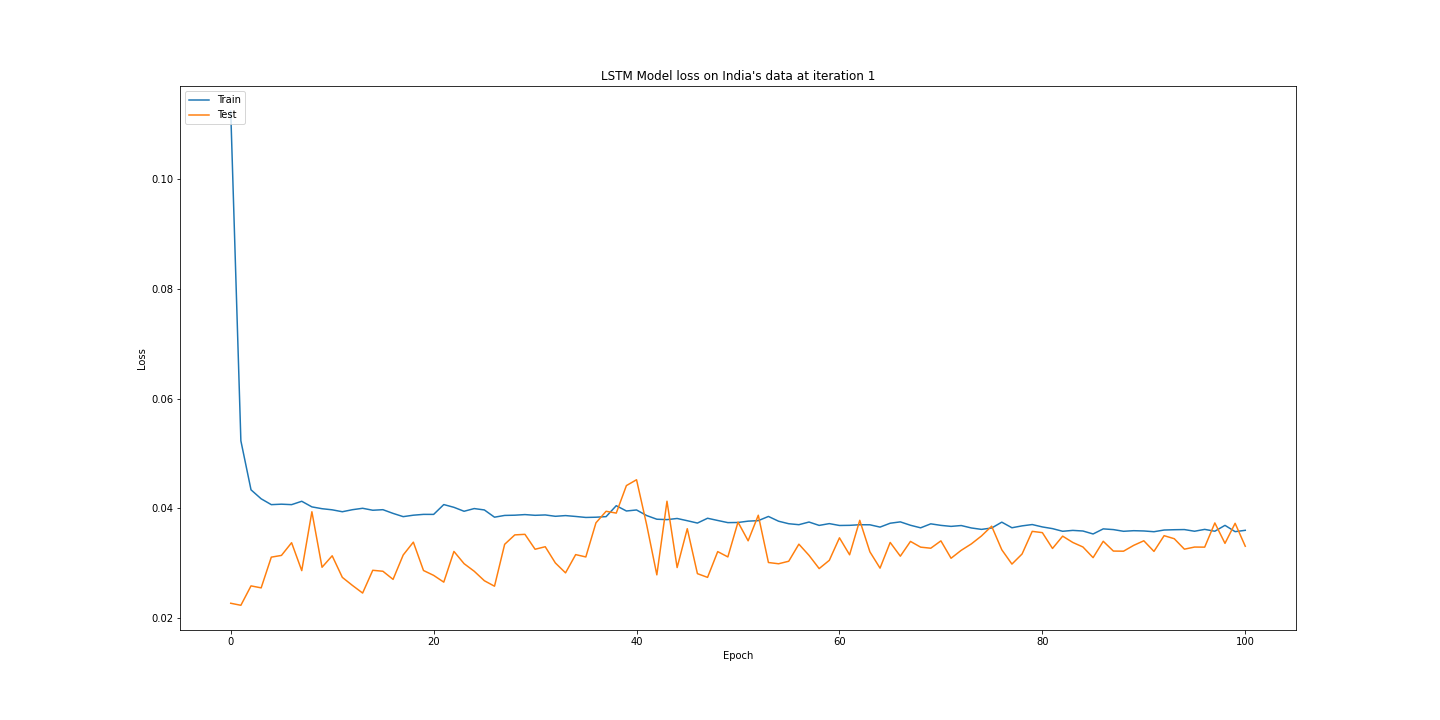 LSTM Model loss on India's data at iteration 1
Train
Test
0.10
0.08
0.06
0.04
0.02
Loss
0 20 40 60 80 100
Epoch